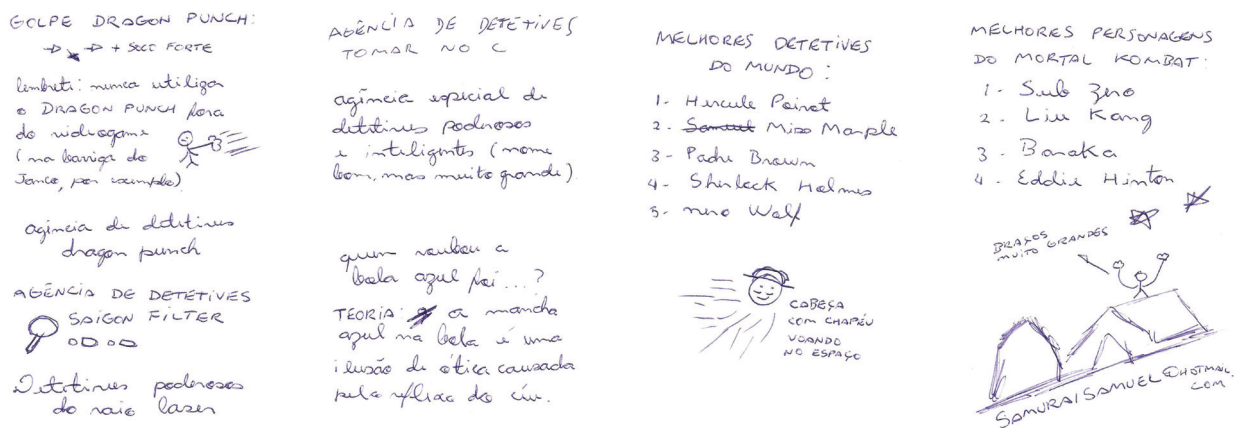 GOLPE DRAGON PUNCH:
+ SOCO FORTE
lembrete: nunca utilizar
o DRAGON PUNCH fora
do videogame
(na barriga do
Jonas, por exemplo)
agência de detetives
dragon punch
AGÊNCIA DE DETETIVES
SAIGON FILTER
Detetives poderosos
do raio laser
AGÊNCIA DE DETETIVES
TOMAR NO C
agência especial de
detetives poderosos
e inteligentes (nome
bom, mas muito grande).
quem roubou a
bola azul foi ...?
TEORIA: a mancha
azul na bola é uma
ilusão de ótica causada
pelo reflexo do céu.
MELHORES DETETIVES
DO MUNDO:
1- Hercule Poirot
2- Samuel Miss Marple
3- Padre Brown
4- Sherlock Holmes
5- nero Wolf
CABEÇA
COM CHAPÉU
VOANDO
NO ESPAÇO
MELHORES PERSONAGENS
DO MORTAL KOMBAT:
1- Sub Zero
2- Liu Kang
3- Baraka
4- Eddie Hinton
BRAÇOS
MUITO GRANDES
SAMURAISAMUEL@HOTMAIL.
COM